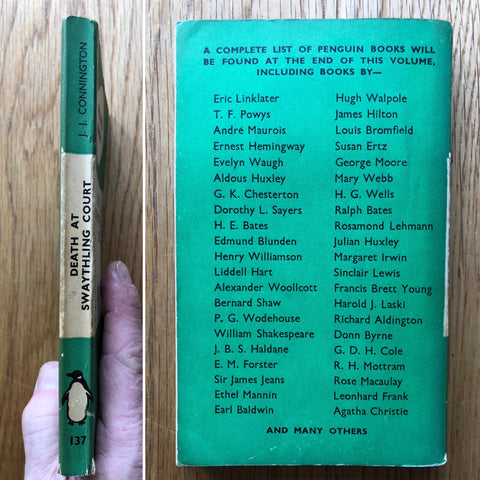 J. J. CONNINGTON
DEATH AT
SWAYTHLING COURT
137
A COMPLETE LIST OF PENGUIN BOOKS WILL
BE FOUND AT THE END OF THIS VOLUME,
INCLUDING BOOKS BY—
Eric Linklater
T. F. Powys
André Maurois
Ernest Hemingway
Evelyn Waugh
Aldous Huxley
G. K. Chesterton
Dorothy L. Sayers
H. E. Bates
Edmund Blunden
Henry Williamson
Liddell Hart
Alexander Woollcott
Bernard Shaw
P. G. Wodehouse
William Shakespeare
J. B. S. Haldane
E. M. Forster
Sir James Jeans
Ethel Mannin
Earl Baldwin
Hugh Walpole
James Hilton
Louis Bromfield
Susan Ertz
George Moore
Mary Webb
H. G. Wells
Ralph Bates
Rosamond Lehmann
Julian Huxley
Margaret Irwin
Sinclair Lewis
Francis Brett Young
Harold J. Laski
Richard Aldington
Donn Byrne
G. D. H. Cole
R. H. Mottram
Rose Macaulay
Leonhard Frank
Agatha Christie
AND MANY OTHERS